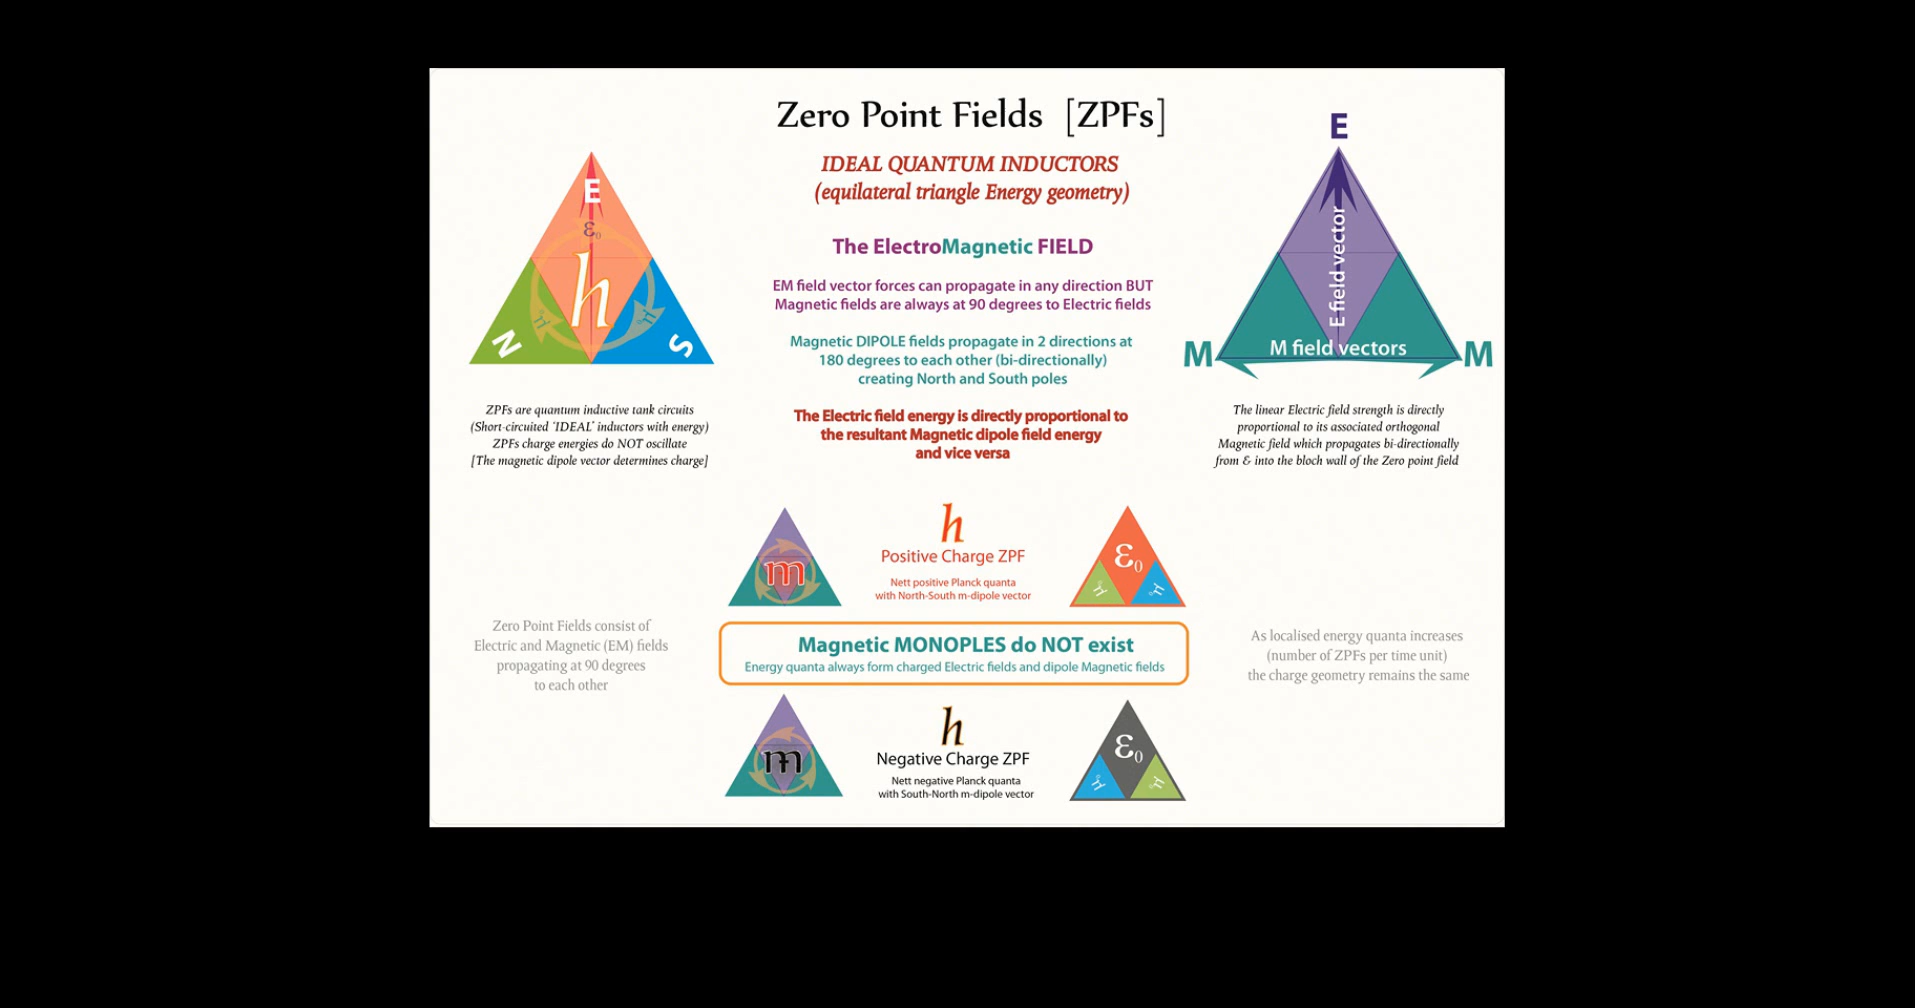 Zero Point Fields [ZPFs]
IDEAL QUANTUM INDUCTORS
(equilateral triangle Energy geometry)
E
ε₀
h
N
S
ZPFs are quantum inductive tank circuits
(Short-circuited 'IDEAL' inductors with energy)
ZPFs charge energies do NOT oscillate
[The magnetic dipole vector determines charge]
The ElectroMagnetic FIELD
EM field vector forces can propagate in any direction BUT
Magnetic fields are always at 90 degrees to Electric fields
Magnetic DIPOLE fields propagate in 2 directions at
180 degrees to each other (bi-directionally)
creating North and South poles
The Electric field energy is directly proportional to
the resultant Magnetic dipole field energy
and vice versa
E
E field vector
M field vectors
M
M
The linear Electric field strength is directly
proportional to its associated orthogonal
Magnetic field which propagates bi-directionally
from & into the bloch wall of the Zero point field
m
h
Positive Charge ZPF
Nett positive Planck quanta
with North-South m-dipole vector
ε₀
Zero Point Fields consist of
Electric and Magnetic (EM) fields
propagating at 90 degrees
to each other
Magnetic MONOPLES do NOT exist
Energy quanta always form charged Electric fields and dipole Magnetic fields
As localised energy quanta increases
(number of ZPFs per time unit)
the charge geometry remains the same
m
h
Negative Charge ZPF
Nett negative Planck quanta
with South-North m-dipole vector
ε₀